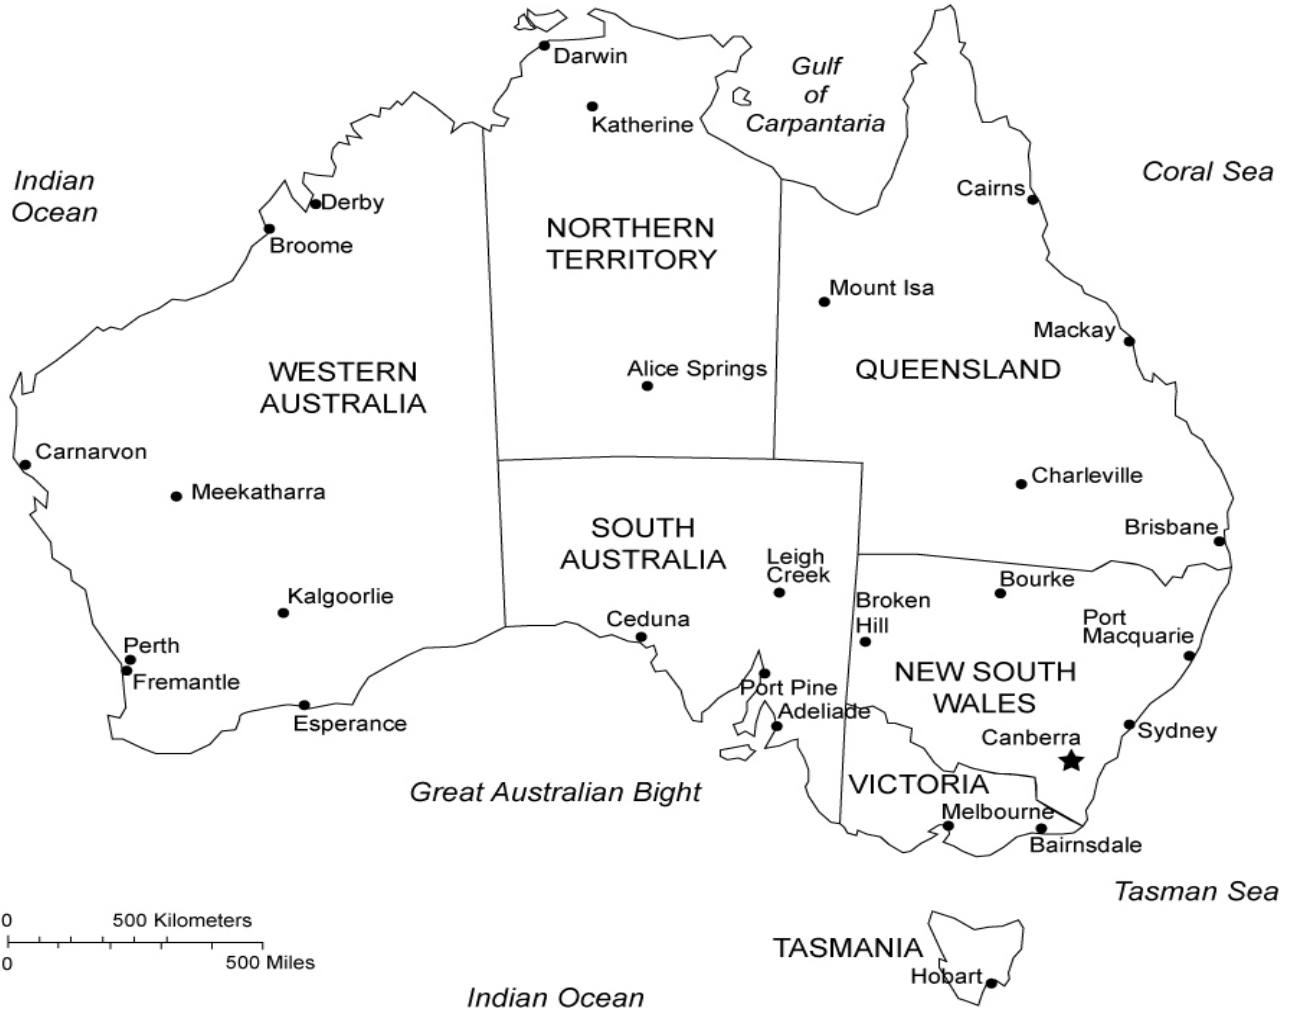 Darwin
Gulf
of
Carpantaria
Katherine
Indian
Ocean
Coral Sea
Cairns
Derby
Broome
NORTHERN
TERRITORY
Mount Isa
Mackay
WESTERN
AUSTRALIA
Alice Springs
QUEENSLAND
Carnarvon
Meekatharra
Charleville
SOUTH
AUSTRALIA
Brisbane
Leigh
Creek
Bourke
Kalgoorlie
Broken
Hill
Ceduna
Port
Macquarie
Perth
Fremantle
NEW SOUTH
WALES
Port Pine
Adeliade
Esperance
Sydney
Canberra
Great Australian Bight
VICTORIA
Melbourne
Bairnsdale
Tasman Sea
0 500 Kilometers
0 500 Miles
TASMANIA
Hobart
Indian Ocean